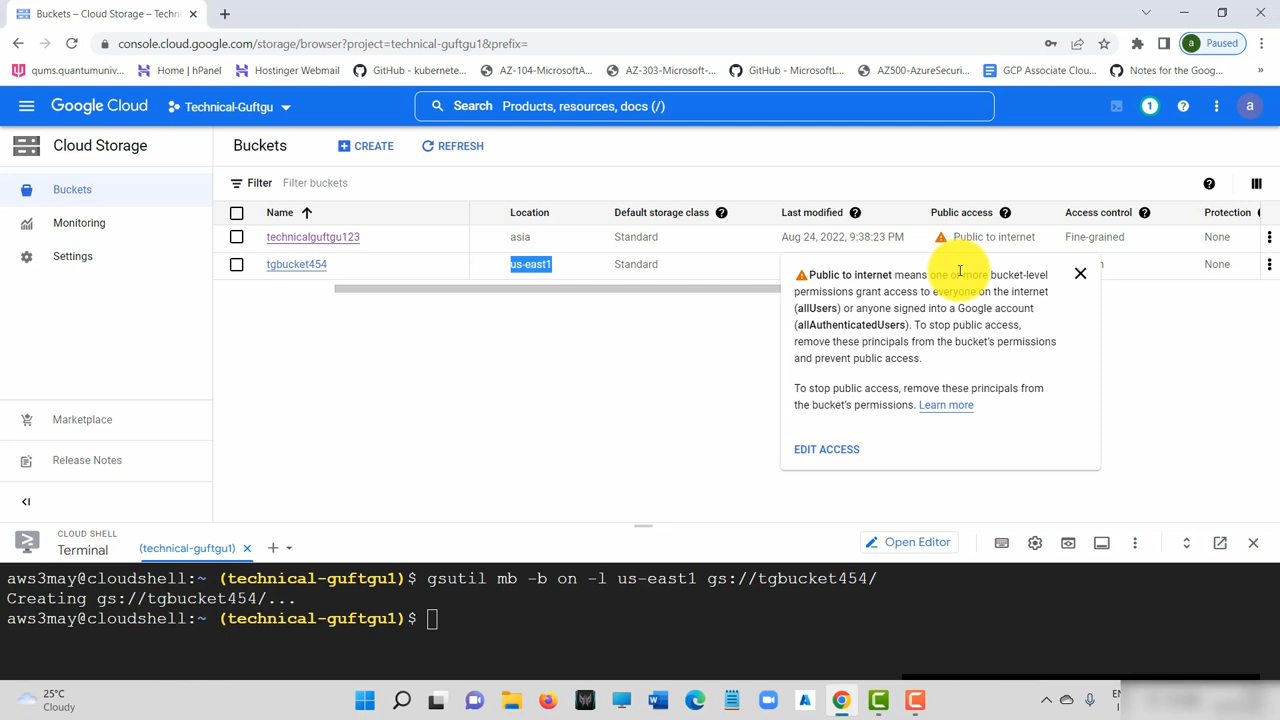 Buckets – Cloud Storage – Techni
console.cloud.google.com/storage/browser?project=technical-guftgu1&prefix=
a Paused
qums.quantumuniv...
Home | hPanel
Hostinger Webmail
GitHub - kubernete...
AZ-104-MicrosoftA...
AZ-303-Microsoft-...
GitHub - MicrosoftL...
AZ500-AzureSecuri...
GCP Associate Clou...
Notes for the Goog...
»
Google Cloud
Technical-Guftgu
Search Products, resources, docs (/)
1
a
Cloud Storage
Buckets
CREATE
REFRESH
Buckets
Filter Filter buckets
Monitoring
Name Location Default storage class Last modified Public access Access control Protection
technicalguftgu123 asia Standard Aug 24, 2022, 9:38:23 PM Public to internet Fine-grained None
Settings
tgbucket454 us-east1 Standard None
Public to internet means one or more bucket-level
permissions grant access to everyone on the internet
(allUsers) or anyone signed into a Google account
(allAuthenticatedUsers). To stop public access,
remove these principals from the bucket's permissions
and prevent public access.
To stop public access, remove these principals from
the bucket's permissions. Learn more
EDIT ACCESS
Marketplace
Release Notes
CLOUD SHELL
Terminal
(technical-guftgu1)
Open Editor
aws3may@cloudshell:~ (technical-guftgu1)$ gsutil mb -b on -l us-east1 gs://tgbucket454/
Creating gs://tgbucket454/...
aws3may@cloudshell:~ (technical-guftgu1)$
25°C
Cloudy